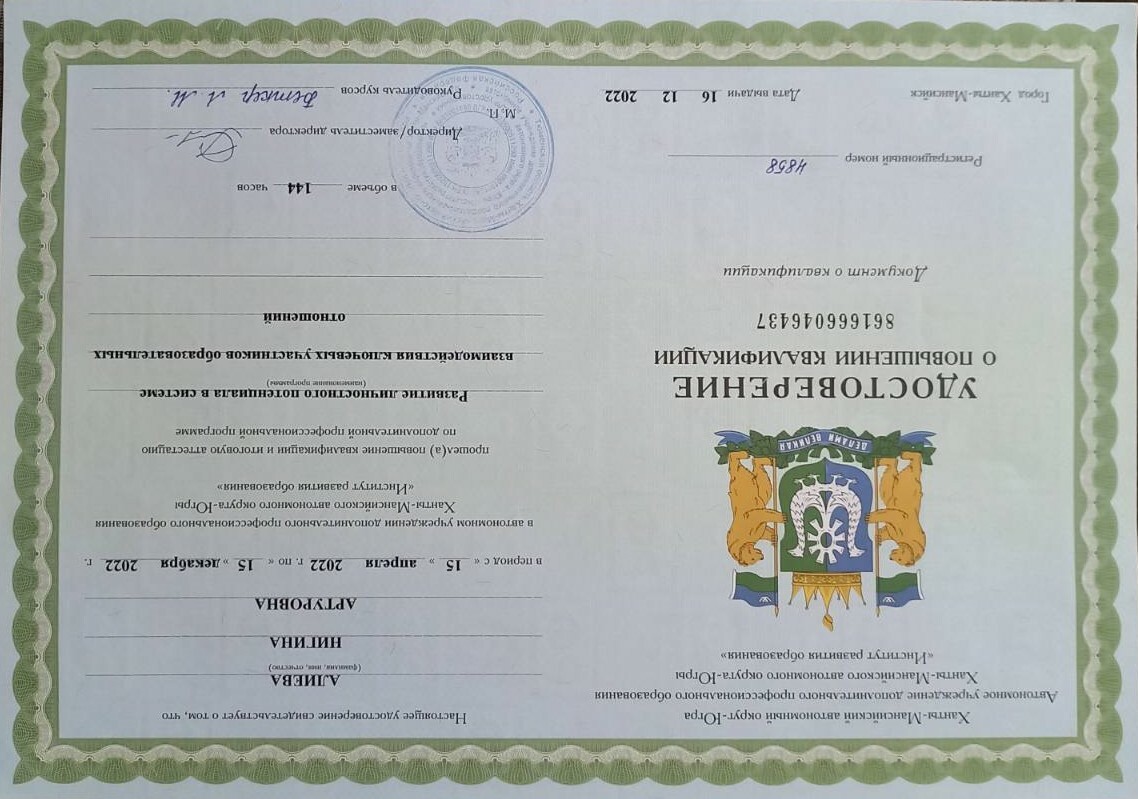 Ханты-Мансийский автономный округ-Югра
Автономное учреждение дополнительного профессионального образования
Ханты-Мансийского автономного округа-Югры
«Институт развития образования»
ДЕЛАМИ ВЕЛИКАЯ
УДОСТОВЕРЕНИЕ
О ПОВЫШЕНИИ КВАЛИФИКАЦИИ
861666046437
Документ о квалификации
Регистрационный номер 4858
Город Ханты-Мансийск Дата выдачи 16 12 2022
Настоящее удостоверение свидетельствует о том, что
АЛИЕВА
(фамилия, имя, отчество)
НИГИНА
АРТУРОВНА
в период с « 15 » апреля 2022 г. по « 15 » декабря 2022 г.
в автономном учреждении дополнительного профессионального образования
Ханты-Мансийского автономного округа-Югры
«Институт развития образования»
прошел(а) повышение квалификации и итоговую аттестацию
по дополнительной профессиональной программе
Развитие личностного потенциала в системе
(наименование программы)
взаимодействия ключевых участников образовательных
отношений
в объеме 144 часов
Директор/заместитель директора
М.П.
Руководитель курсов